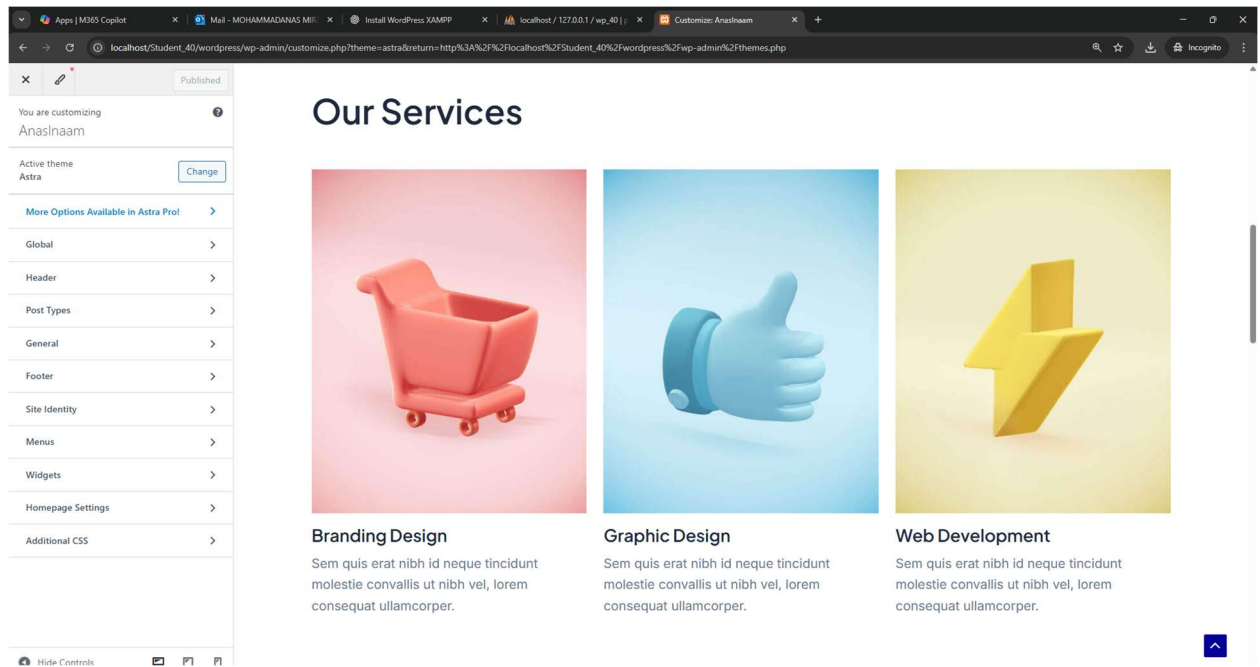 Apps | M365 Copilot
Mail - MOHAMMADANAS MIR
Install WordPress XAMPP
localhost / 127.0.0.1 / wp_40 | p
Customize: AnasInaam
localhost/Student_40/wordpress/wp-admin/customize.php?theme=astra&return=http%3A%2F%2Flocalhost%2FStudent_40%2Fwordpress%2Fwp-admin%2Fthemes.php
Incognito
Published
You are customizing
AnasInaam
Active theme
Astra
Change
More Options Available in Astra Pro!
Global
Header
Post Types
General
Footer
Site Identity
Menus
Widgets
Homepage Settings
Additional CSS
Hide Controls
Our Services
Branding Design
Sem quis erat nibh id neque tincidunt
molestie convallis ut nibh vel, lorem
consequat ullamcorper.
Graphic Design
Sem quis erat nibh id neque tincidunt
molestie convallis ut nibh vel, lorem
consequat ullamcorper.
Web Development
Sem quis erat nibh id neque tincidunt
molestie convallis ut nibh vel, lorem
consequat ullamcorper.